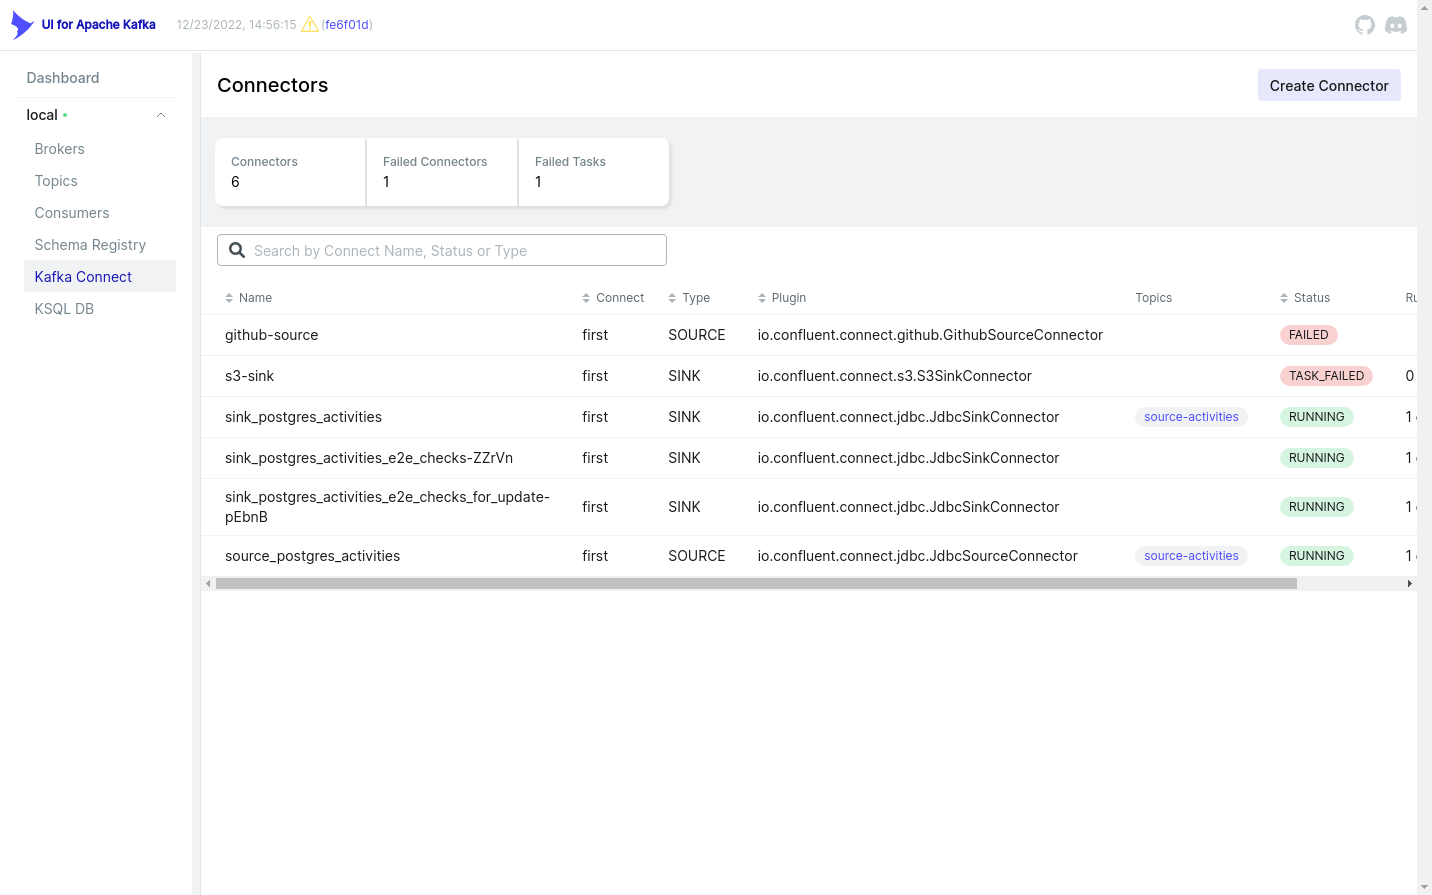 UI for Apache Kafka 12/23/2022, 14:56:15 (fe6f01d)
Dashboard
local
Brokers
Topics
Consumers
Schema Registry
Kafka Connect
KSQL DB
Connectors
Create Connector
Connectors Failed Connectors Failed Tasks
6 1 1
Search by Connect Name, Status or Type
Name Connect Type Plugin Topics Status
github-source first SOURCE io.confluent.connect.github.GithubSourceConnector FAILED
s3-sink first SINK io.confluent.connect.s3.S3SinkConnector TASK_FAILED 0
sink_postgres_activities first SINK io.confluent.connect.jdbc.JdbcSinkConnector source-activities RUNNING 1
sink_postgres_activities_e2e_checks-ZZrVn first SINK io.confluent.connect.jdbc.JdbcSinkConnector RUNNING 1
sink_postgres_activities_e2e_checks_for_update-
pEbnB first SINK io.confluent.connect.jdbc.JdbcSinkConnector RUNNING 1
source_postgres_activities first SOURCE io.confluent.connect.jdbc.JdbcSourceConnector source-activities RUNNING 1